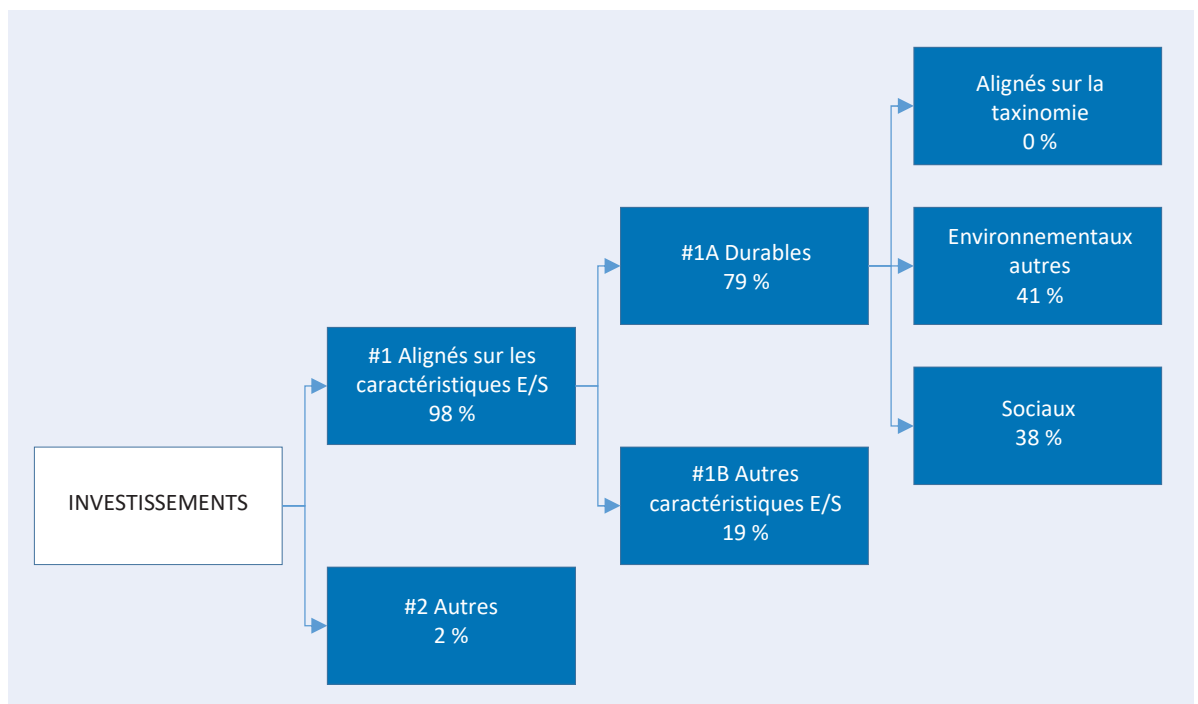 INVESTISSEMENTS
#1 Alignés sur les
caractéristiques E/S
98 %
#2 Autres
2 %
#1A Durables
79 %
#1B Autres
caractéristiques E/S
19 %
Alignés sur la
taxinomie
0 %
Environnementaux
autres
41 %
Sociaux
38 %